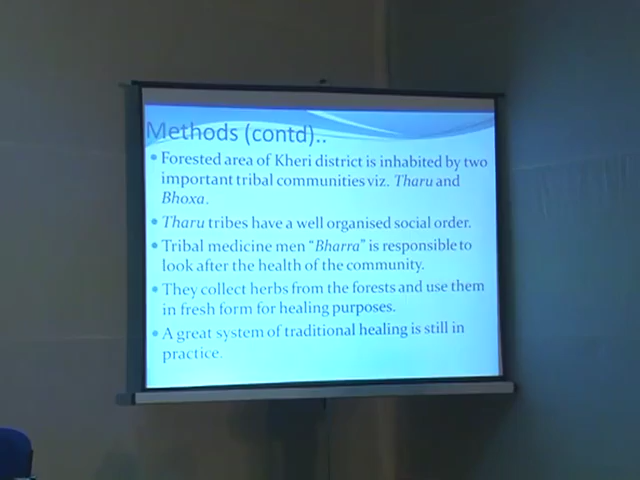 Methods (contd)..
• Forested area of Kheri district is inhabited by two
important tribal communities viz. Tharu and
Bhoxa.
• Tharu tribes have a well organised social order.
• Tribal medicine men “Bharra” is responsible to
look after the health of the community.
• They collect herbs from the forests and use them
in fresh form for healing purposes.
• A great system of traditional healing is still in
practice.